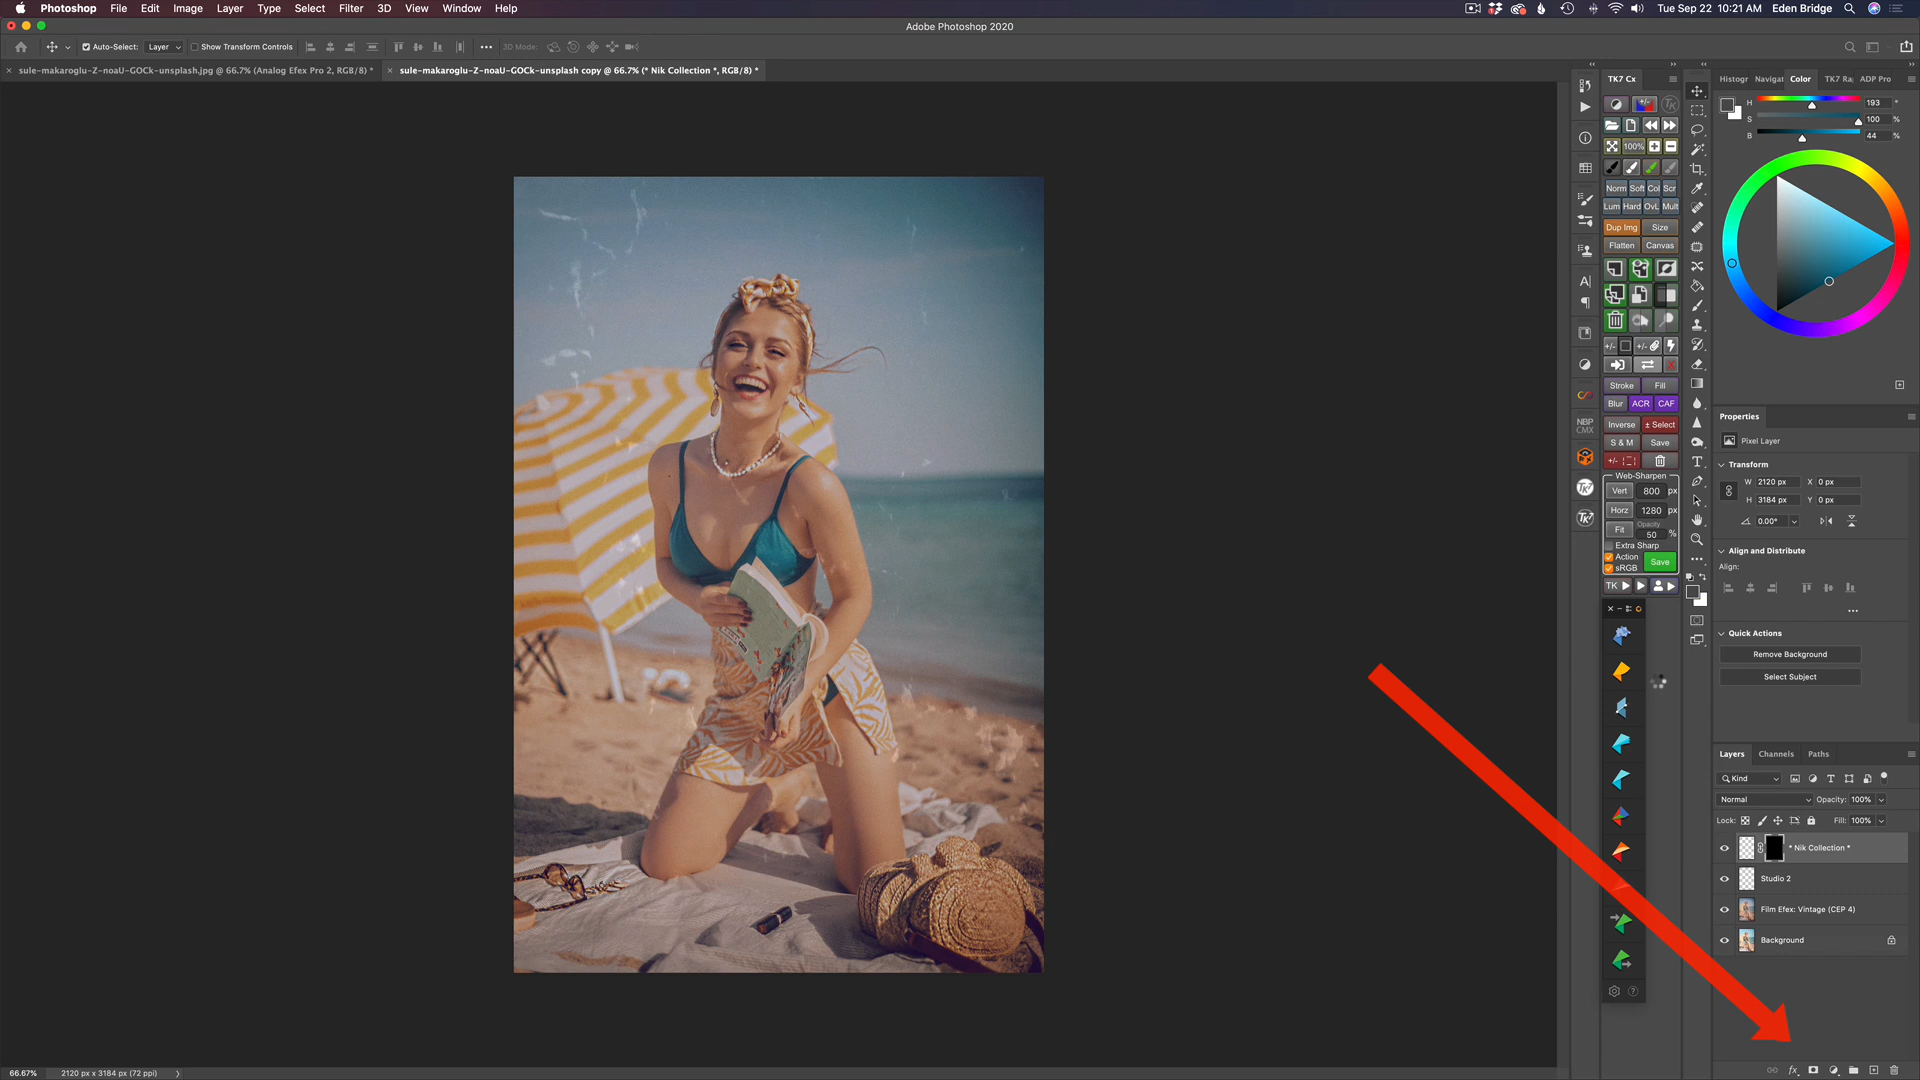 Photoshop File Edit Image Layer Type Select Filter 3D View Window Help
Tue Sep 22 10:21 AM Eden Bridge
Adobe Photoshop 2020
Auto-Select: Layer Show Transform Controls 3D Mode:
× sule-makaroglu-Z-noaU-GOCk-unsplash.jpg @ 66.7% (Analog Efex Pro 2, RGB/8) *
× sule-makaroglu-Z-noaU-GOCk-unsplash copy @ 66.7% (* Nik Collection *, RGB/8) *
TK7 Cx
100%
Norm Soft Col Scr
Lum Hard OvL Mult
Dup Img Size
Flatten Canvas
Stroke Fill
Blur ACR CAF
Inverse ± Select
S & M Save
Web-Sharpen
Vert 800 px
Horz 1280 px
Fit Opacity 50 %
Extra Sharp
Action
sRGB
Save
TK
NBP
CMX
Histogr Navigat Color TK7 Ra ADP Pro
H 193 °
S 100 %
B 44 %
Properties
Pixel Layer
Transform
W 2120 px X 0 px
H 3184 px Y 0 px
0.00°
Align and Distribute
Align:
Quick Actions
Remove Background
Select Subject
Layers Channels Paths
Kind
Normal Opacity: 100%
Lock: Fill: 100%
* Nik Collection *
Studio 2
Film Efex: Vintage (CEP 4)
Background
fx
66.67% 2120 px x 3184 px (72 ppi)